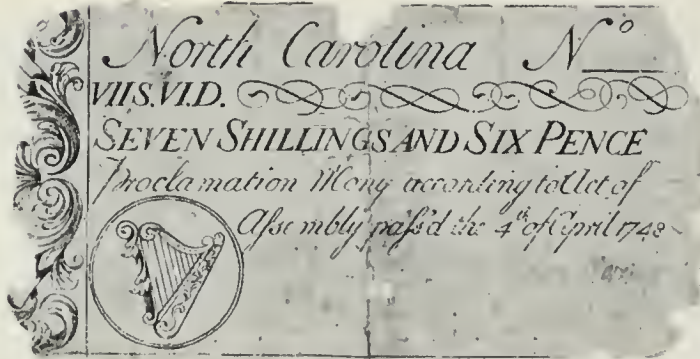 North Carolina No
VIIS.VI.D.
SEVEN SHILLINGS AND SIX PENCE
Proclamation Mony according to Act of
Assembly pass'd the 4th of April 1748